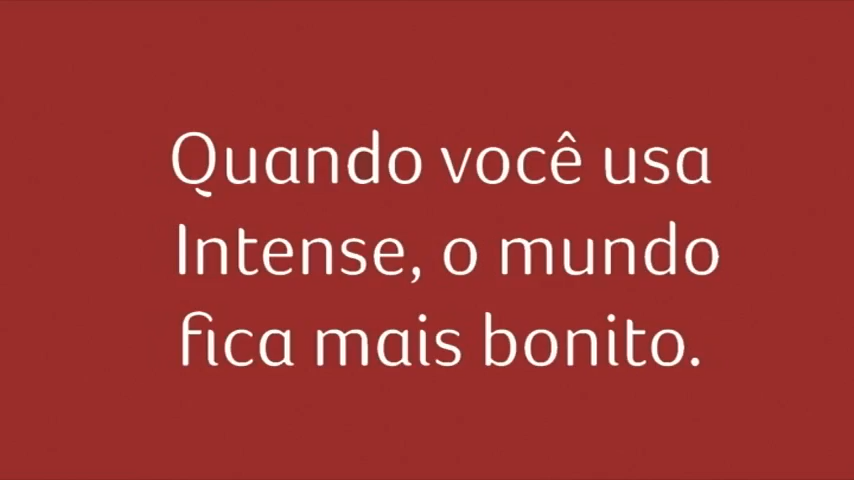 Quando você usa
Intense, o mundo
fica mais bonito.